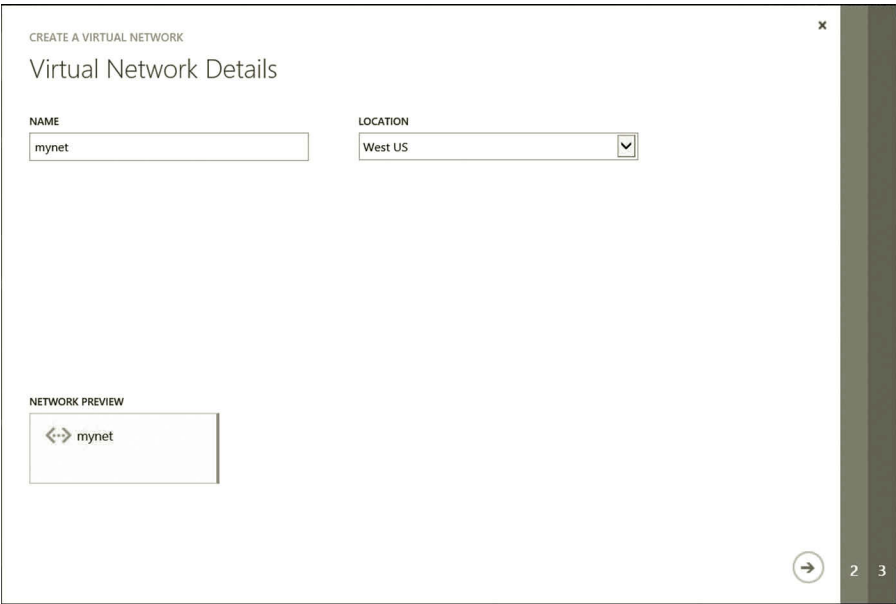 CREATE A VIRTUAL NETWORK
Virtual Network Details
NAME
LOCATION
mynet
West US
NETWORK PREVIEW
mynet
2 3